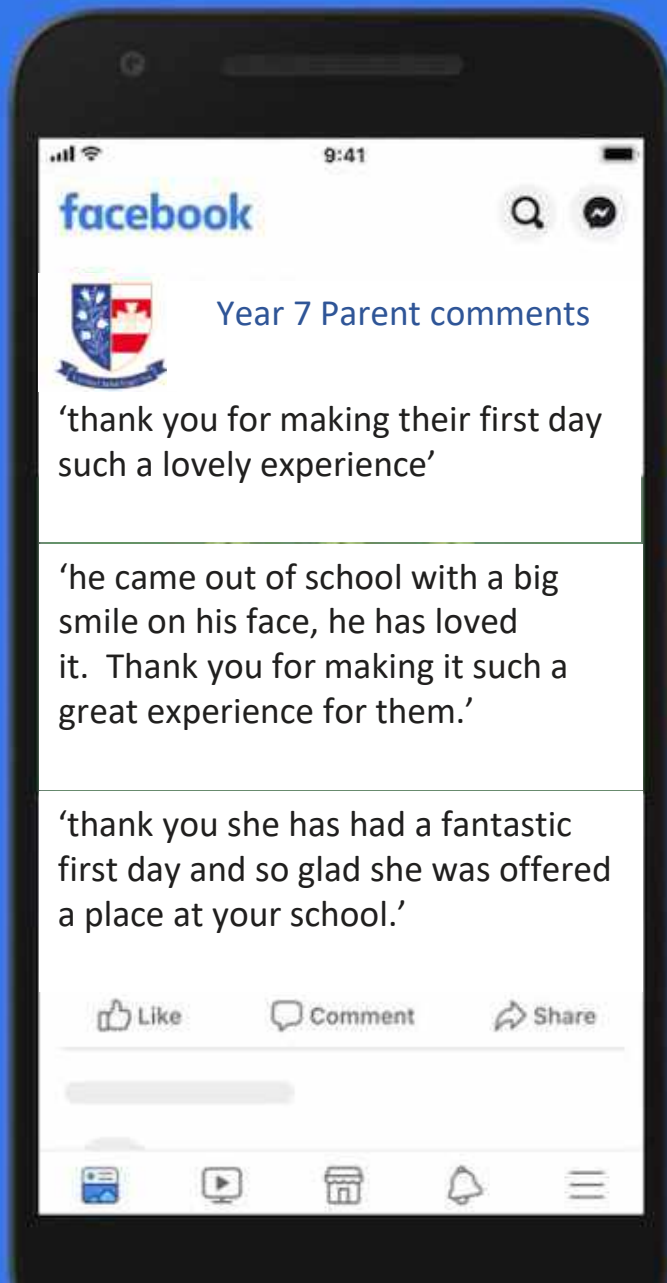 9:41
facebook
Year 7 Parent comments
‘thank you for making their first day
such a lovely experience’
‘he came out of school with a big
smile on his face, he has loved
it.  Thank you for making it such a
great experience for them.’
‘thank you she has had a fantastic
first day and so glad she was offered
a place at your school.’
Like Comment Share